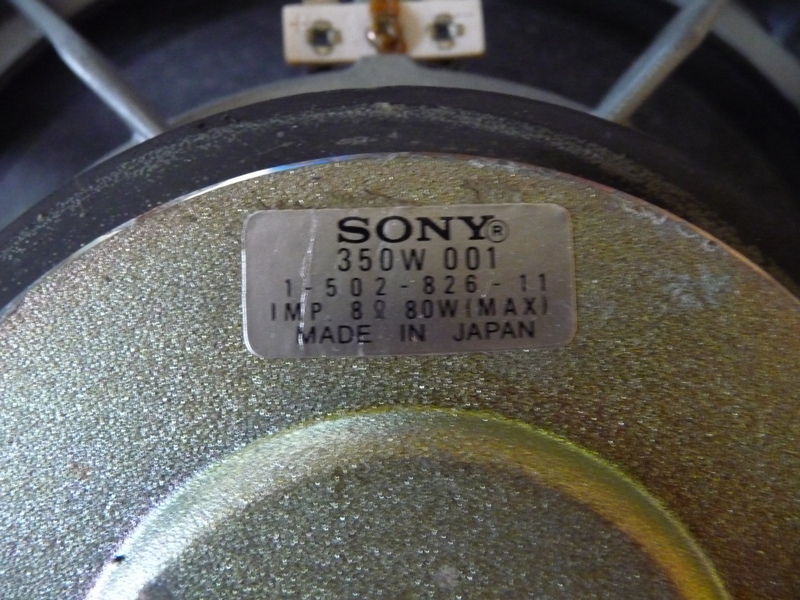 SONY®
350W 001
1-502-826-11
IMP. 8Ω 80W(MAX)
MADE IN JAPAN